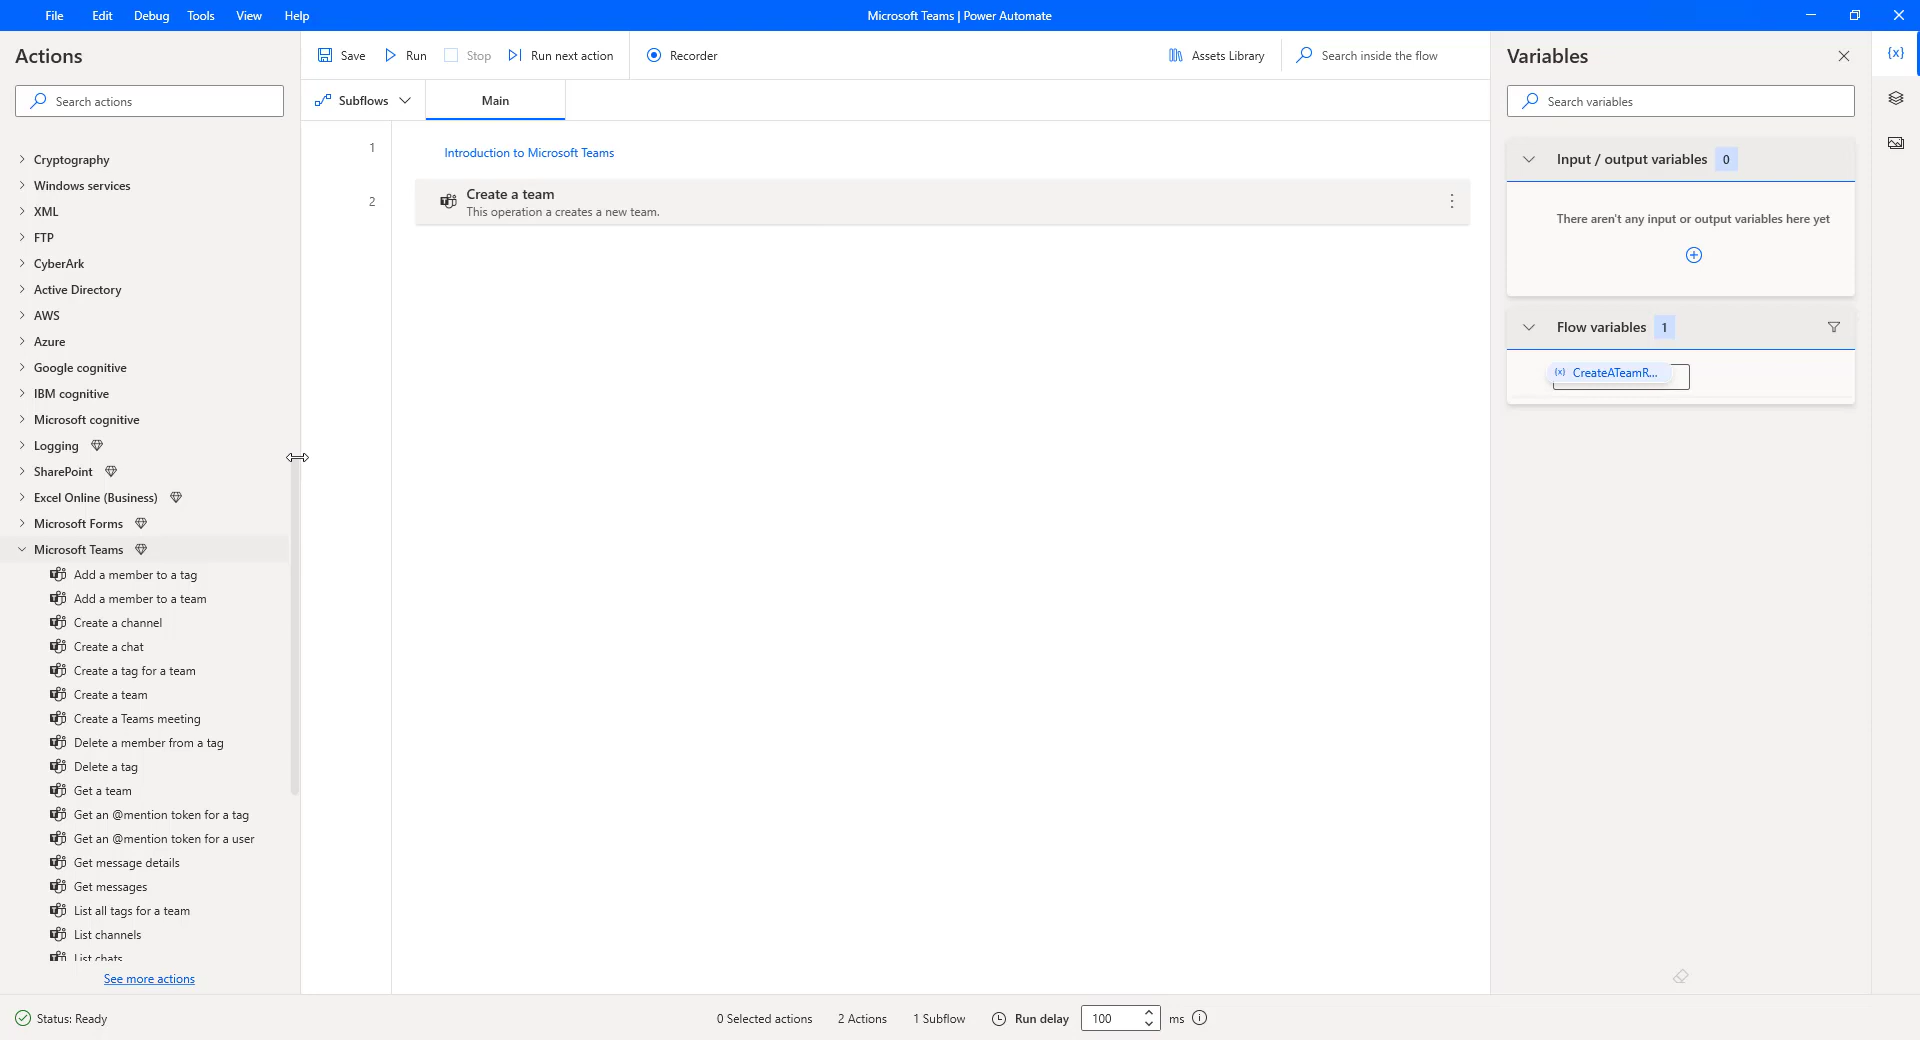 File Edit Debug Tools View Help
Microsoft Teams | Power Automate
Actions
Search actions
Cryptography
Windows services
XML
FTP
CyberArk
Active Directory
AWS
Azure
Google cognitive
IBM cognitive
Microsoft cognitive
Logging
SharePoint
Excel Online (Business)
Microsoft Forms
Microsoft Teams
Add a member to a tag
Add a member to a team
Create a channel
Create a chat
Create a tag for a team
Create a team
Create a Teams meeting
Delete a member from a tag
Delete a tag
Get a team
Get an @mention token for a tag
Get an @mention token for a user
Get message details
Get messages
List all tags for a team
List channels
List chats
See more actions
Save Run Stop Run next action Recorder
Assets Library Search inside the flow
Subflows Main
1 Introduction to Microsoft Teams
2 Create a team
This operation a creates a new team.
Variables
{x}
Search variables
Input / output variables 0
There aren't any input or output variables here yet
Flow variables 1
(x) CreateATeamR...
Status: Ready
0 Selected actions 2 Actions 1 Subflow Run delay 100 ms